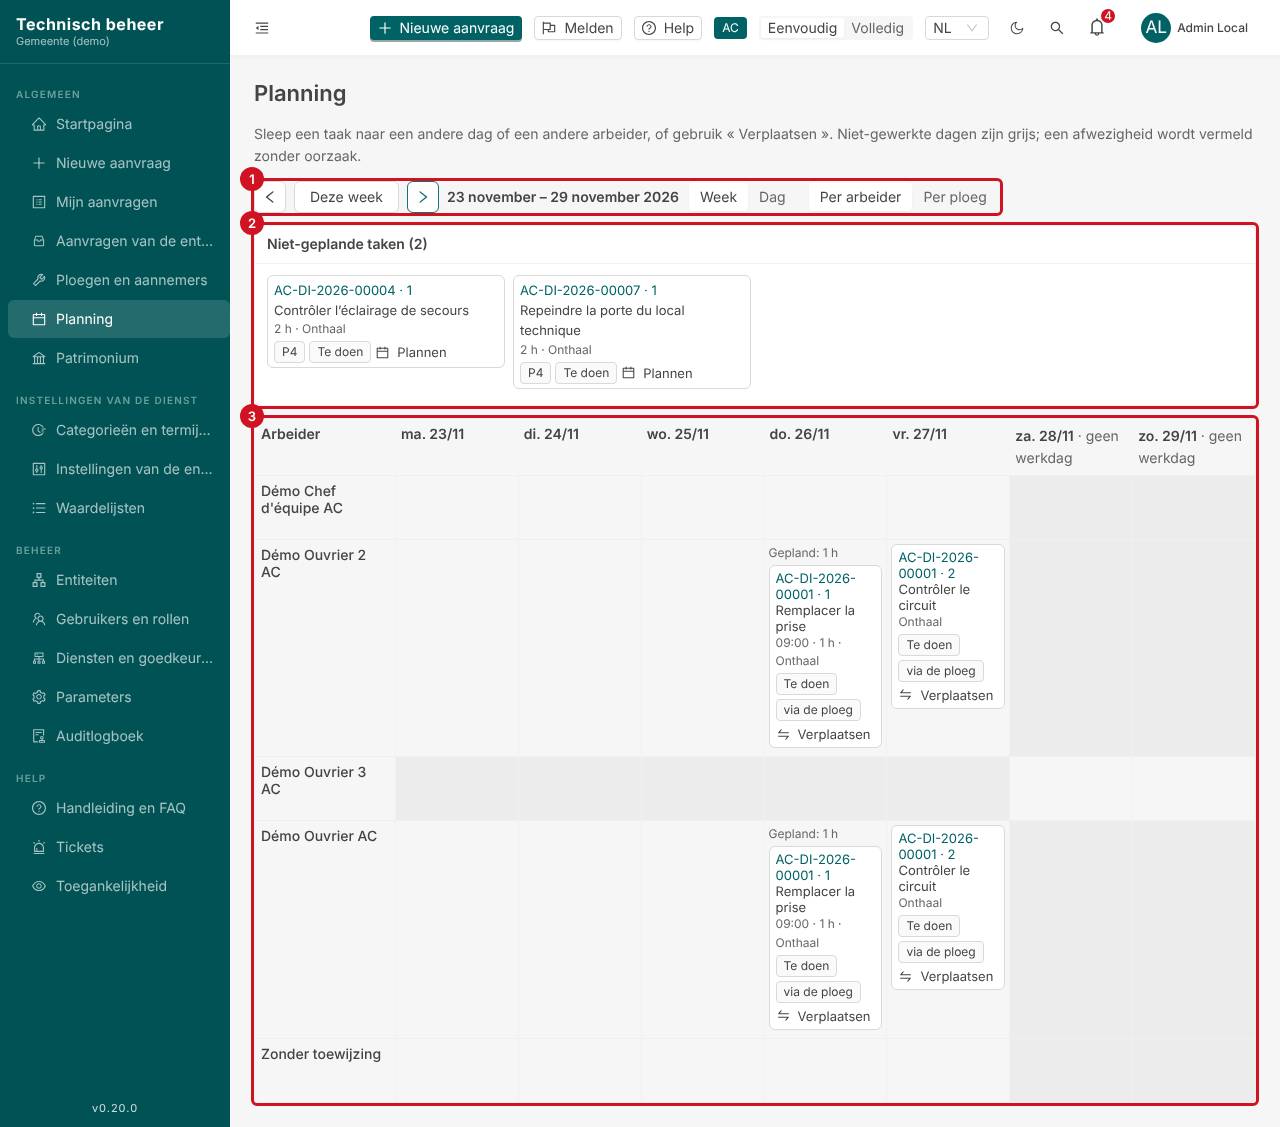 Technisch beheer
Gemeente (demo)
ALGEMEEN
Startpagina
Nieuwe aanvraag
Mijn aanvragen
Aanvragen van de ent...
Ploegen en aannemers
Planning
Patrimonium
INSTELLINGEN VAN DE DIENST
Categorieën en termij...
Instellingen van de en...
Waardelijsten
BEHEER
Entiteiten
Gebruikers en rollen
Diensten en goedkeur...
Parameters
Auditlogboek
HELP
Handleiding en FAQ
Tickets
Toegankelijkheid
v0.20.0
Nieuwe aanvraag
Melden
Help
AC
Eenvoudig
Volledig
NL
4
AL
Admin Local
Planning
Sleep een taak naar een andere dag of een andere arbeider, of gebruik « Verplaatsen ». Niet-gewerkte dagen zijn grijs; een afwezigheid wordt vermeld
zonder oorzaak.
1
Deze week
23 november – 29 november 2026
Week
Dag
Per arbeider
Per ploeg
2
Niet-geplande taken (2)
AC-DI-2026-00004 · 1
Contrôler l'éclairage de secours
2 h · Onthaal
P4
Te doen
Plannen
AC-DI-2026-00007 · 1
Repeindre la porte du local
technique
2 h · Onthaal
P4
Te doen
Plannen
3
Arbeider
ma. 23/11
di. 24/11
wo. 25/11
do. 26/11
vr. 27/11
za. 28/11 · geen
werkdag
zo. 29/11 · geen
werkdag
Démo Chef
d'équipe AC
Démo Ouvrier 2
AC
Gepland: 1 h
AC-DI-2026-
00001 · 1
Remplacer la
prise
09:00 · 1 h ·
Onthaal
Te doen
via de ploeg
Verplaatsen
AC-DI-2026-
00001 · 2
Contrôler le
circuit
Onthaal
Te doen
via de ploeg
Verplaatsen
Démo Ouvrier 3
AC
Démo Ouvrier AC
Gepland: 1 h
AC-DI-2026-
00001 · 1
Remplacer la
prise
09:00 · 1 h ·
Onthaal
Te doen
via de ploeg
Verplaatsen
AC-DI-2026-
00001 · 2
Contrôler le
circuit
Onthaal
Te doen
via de ploeg
Verplaatsen
Zonder toewijzing